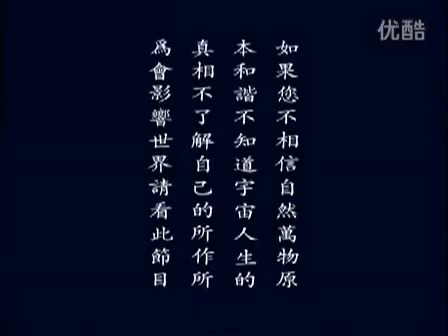 如果您不相信自然萬物原
本和諧不知道宇宙人生的
真相不了解自己的所作所
為會影響世界請看此節目
优酷